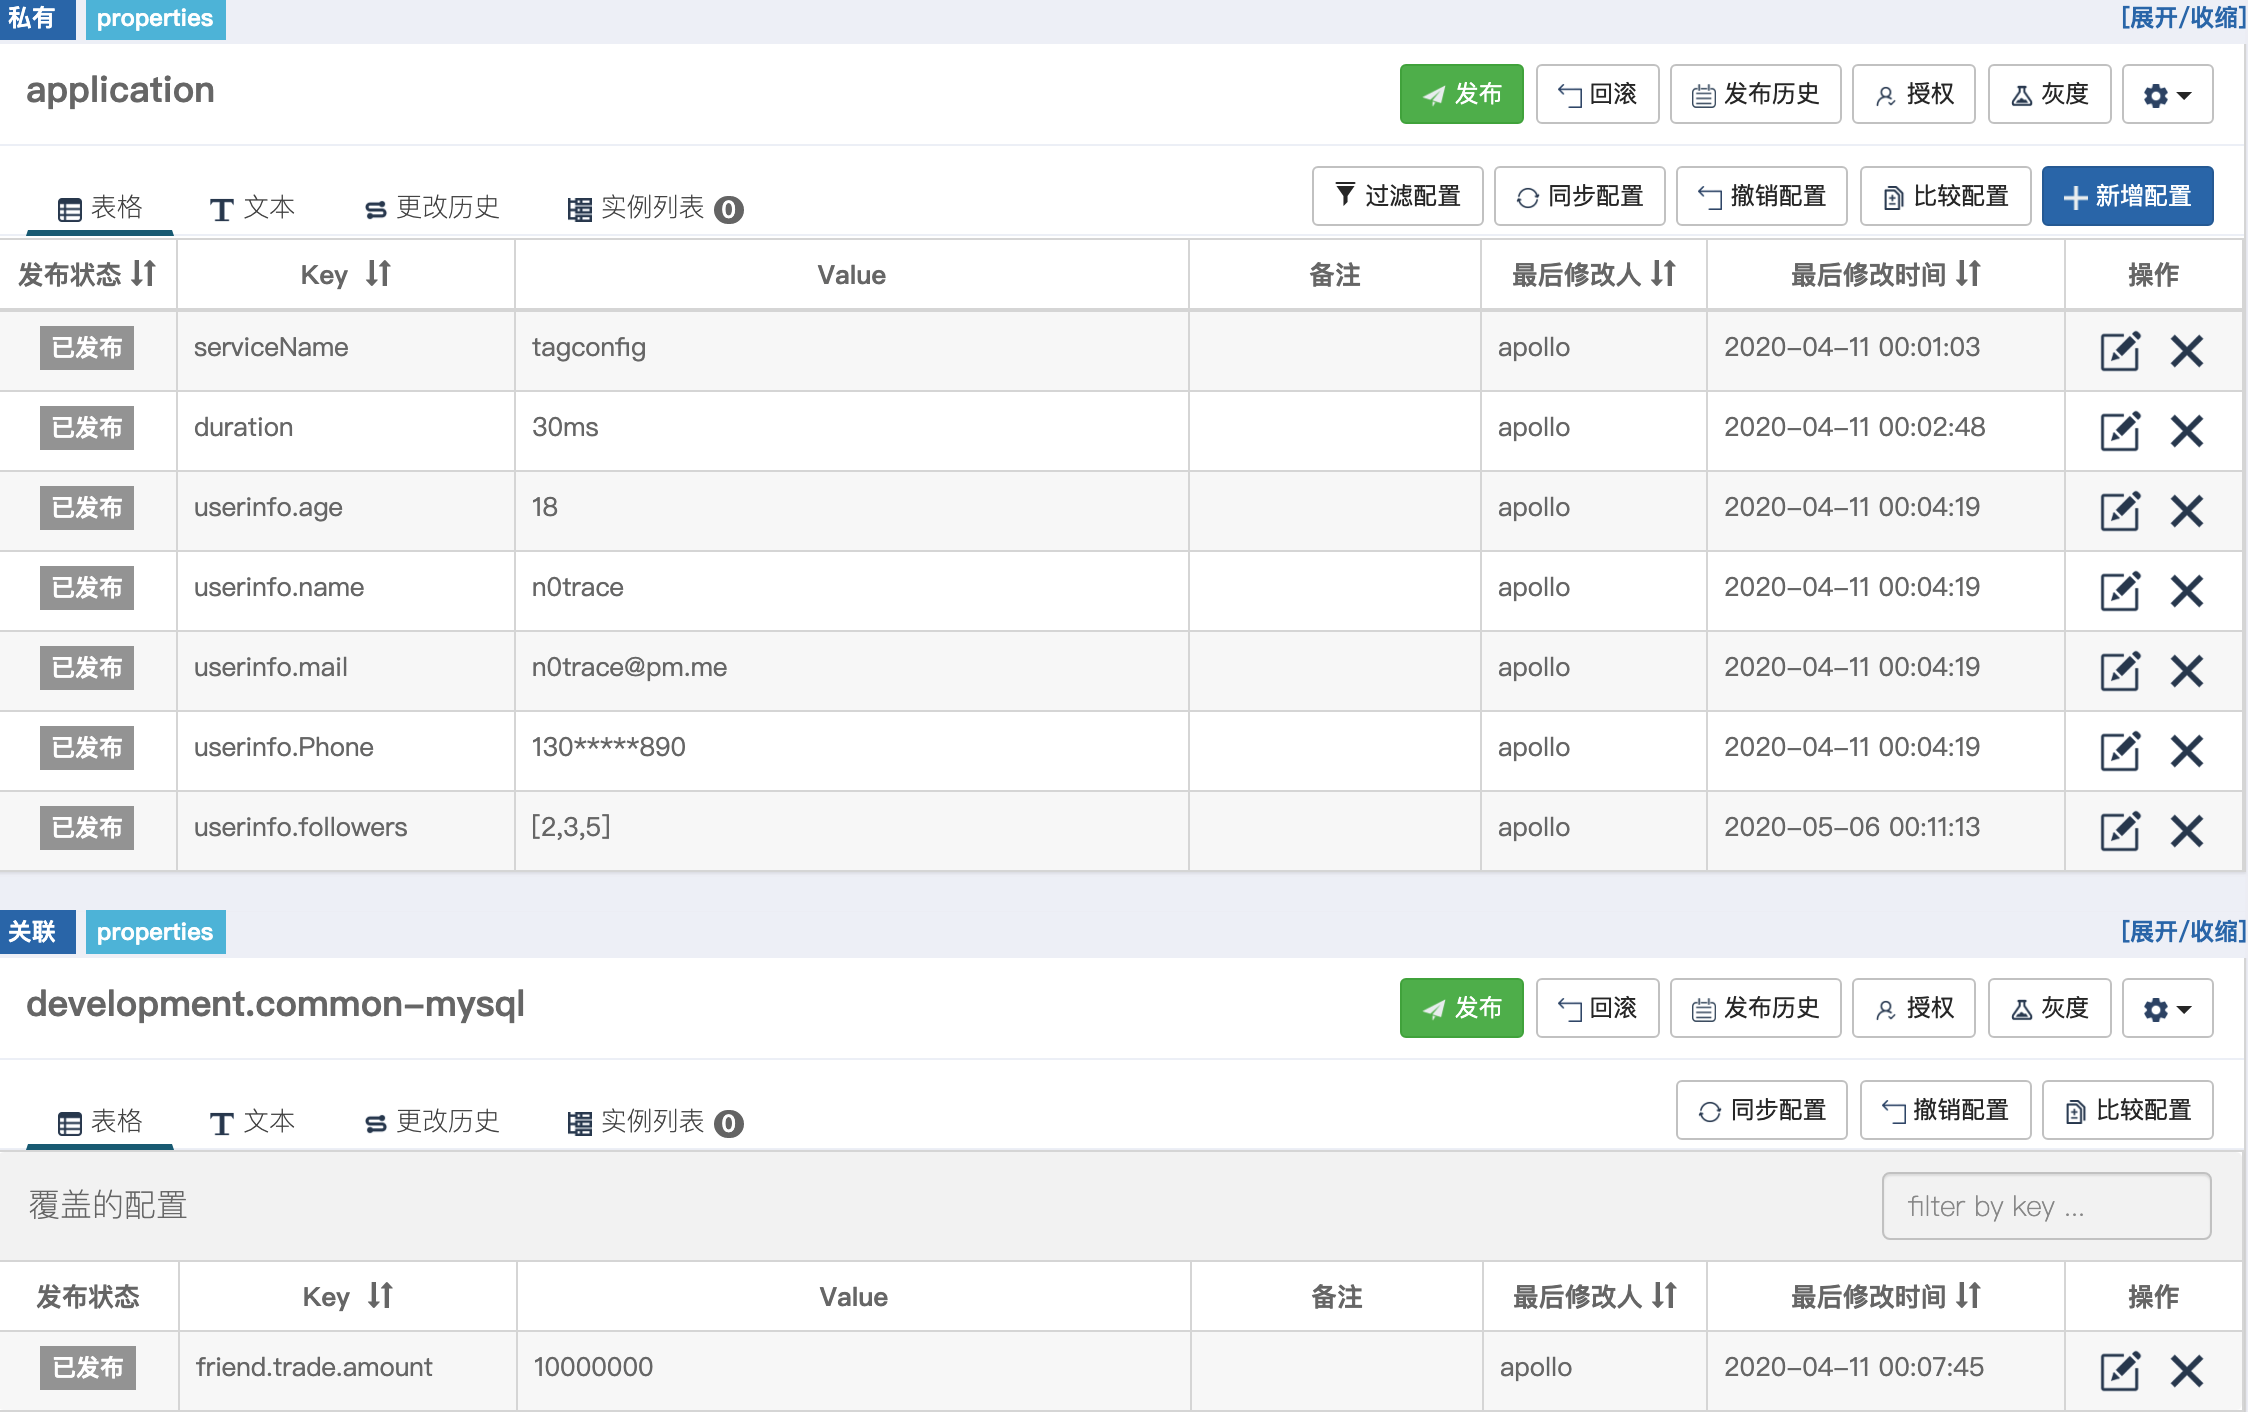 私有 properties [展开/收缩]
application 发布 回滚 发布历史 授权 灰度
表格 文本 更改历史 实例列表 0 过滤配置 同步配置 撤销配置 比较配置 新增配置
发布状态 Key Value 备注 最后修改人 最后修改时间 操作
已发布 serviceName tagconfig apollo 2020-04-11 00:01:03
已发布 duration 30ms apollo 2020-04-11 00:02:48
已发布 userinfo.age 18 apollo 2020-04-11 00:04:19
已发布 userinfo.name n0trace apollo 2020-04-11 00:04:19
已发布 userinfo.mail n0trace@pm.me apollo 2020-04-11 00:04:19
已发布 userinfo.Phone 130*****890 apollo 2020-04-11 00:04:19
已发布 userinfo.followers [2,3,5] apollo 2020-05-06 00:11:13
关联 properties [展开/收缩]
development.common-mysql 发布 回滚 发布历史 授权 灰度
表格 文本 更改历史 实例列表 0 同步配置 撤销配置 比较配置
覆盖的配置 filter by key ...
发布状态 Key Value 备注 最后修改人 最后修改时间 操作
已发布 friend.trade.amount 10000000 apollo 2020-04-11 00:07:45